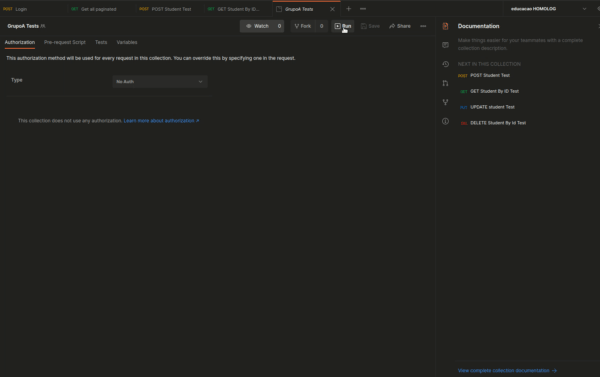 POST Login
GET Get all paginered
POST POST Student Test
GET GET Student By ID...
GrupoA Tests
educacao HOMOLOG
GrupoA Tests
Watch 0
Fork 0
Run
Save
Share
Documentation
Authorization Pre-request Script Tests Variables
Make things easier for your teammates with a complete
collection description.
This authorization method will be used for every request in this collection. You can override this by specifying one in the request.
NEXT IN THIS COLLECTION
POST POST Student Test
Type No Auth
GET GET Student By ID Test
PUT UPDATE student Test
This collection does not use any authorization. Learn more about authorization ↗
DEL DELETE Student By Id Test
View complete collection documentation →